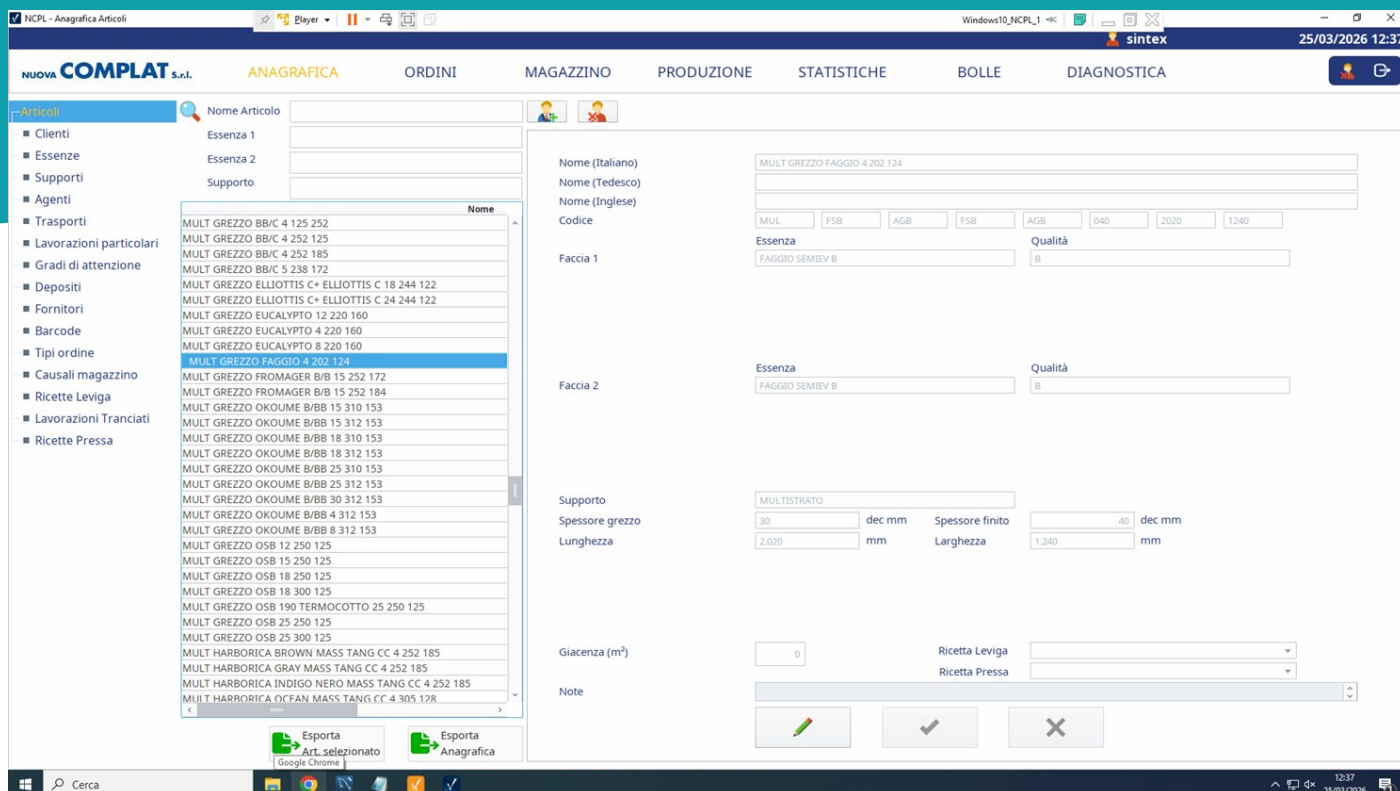 NCPL - Anagrafica Articoli
Player
Windows10_NCPL_1
sintex
25/03/2026 12:37
NUOVA COMPLAT S.r.l.
ANAGRAFICA
ORDINI
MAGAZZINO
PRODUZIONE
STATISTICHE
BOLLE
DIAGNOSTICA
Articoli
Clienti
Essenze
Supporti
Agenti
Trasporti
Lavorazioni particolari
Gradi di attenzione
Depositi
Fornitori
Barcode
Tipi ordine
Causali magazzino
Ricette Leviga
Lavorazioni Tranciati
Ricette Pressa
Nome Articolo
Essenza 1
Essenza 2
Supporto
Nome
MULT GREZZO BB/C 4 125 252
MULT GREZZO BB/C 4 252 125
MULT GREZZO BB/C 4 252 185
MULT GREZZO BB/C 5 238 172
MULT GREZZO ELLIOTTIS C+ ELLIOTTIS C 18 244 122
MULT GREZZO ELLIOTTIS C+ ELLIOTTIS C 24 244 122
MULT GREZZO EUCALYPTO 12 220 160
MULT GREZZO EUCALYPTO 4 220 160
MULT GREZZO EUCALYPTO 8 220 160
MULT GREZZO FAGGIO 4 202 124
MULT GREZZO FROMAGER B/B 15 252 172
MULT GREZZO FROMAGER B/B 15 252 184
MULT GREZZO OKOUME B/BB 15 310 153
MULT GREZZO OKOUME B/BB 15 312 153
MULT GREZZO OKOUME B/BB 18 310 153
MULT GREZZO OKOUME B/BB 18 312 153
MULT GREZZO OKOUME B/BB 25 310 153
MULT GREZZO OKOUME B/BB 25 312 153
MULT GREZZO OKOUME B/BB 30 312 153
MULT GREZZO OKOUME B/BB 4 312 153
MULT GREZZO OKOUME B/BB 8 312 153
MULT GREZZO OSB 12 250 125
MULT GREZZO OSB 15 250 125
MULT GREZZO OSB 18 250 125
MULT GREZZO OSB 18 300 125
MULT GREZZO OSB 190 TERMOCOTTO 25 250 125
MULT GREZZO OSB 25 250 125
MULT GREZZO OSB 25 300 125
MULT HARBORICA BROWN MASS TANG CC 4 252 185
MULT HARBORICA GRAY MASS TANG CC 4 252 185
MULT HARBORICA INDIGO NERO MASS TANG CC 4 252 185
MULT HARBORICA OCEAN MASS TANG CC 4 305 128
Esporta
Art. selezionato
Esporta
Anagrafica
Google Chrome
Nome (Italiano) MULT GREZZO FAGGIO 4 202 124
Nome (Tedesco)
Nome (Inglese)
Codice MUL FSB AGB FSB AGB 040 2020 1240
Essenza Qualità
Faccia 1 FAGGIO SEMIEV B B
Essenza Qualità
Faccia 2 FAGGIO SEMIEV B B
Supporto MULTISTRATO
Spessore grezzo 30 dec mm Spessore finito 40 dec mm
Lunghezza 2.020 mm Larghezza 1.240 mm
Giacenza (m²) 0 Ricetta Leviga
Ricetta Pressa
Note
Cerca
12:37
25/03/2026